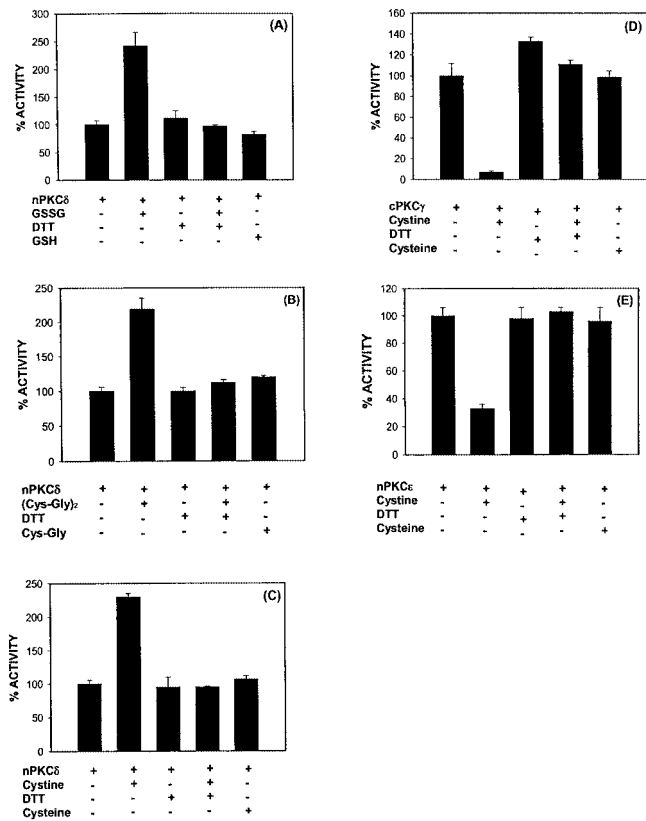 (A)
300
250
200
150
100
50
0
% ACTIVITY
nPKCδ + + + + +
GSSG - + - + -
DTT - - + + -
GSH - - - - +
(B)
250
200
150
100
50
0
% ACTIVITY
nPKCδ + + + + +
(Cys-Gly)₂ - + - + -
DTT - - + + -
Cys-Gly - - - - +
(C)
250
200
150
100
50
0
% ACTIVITY
nPKCδ + + + + +
Cystine - + - + -
DTT - - + + -
Cysteine - - - - +
(D)
160
140
120
100
80
60
40
20
0
% ACTIVITY
cPKCγ + + + + +
Cystine - + - + -
DTT - - + + -
Cysteine - - - - +
(E)
120
100
80
60
40
20
0
% ACTIVITY
nPKCε + + + + +
Cystine - + - + -
DTT - - + + -
Cysteine - - - - +